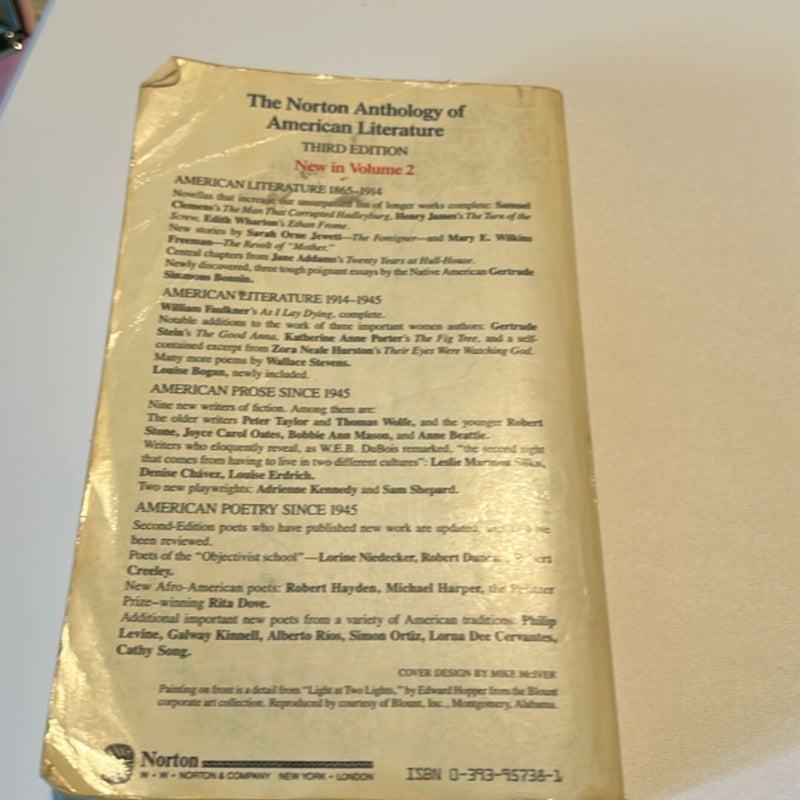 The Norton Anthology of
American Literature
THIRD EDITION
New in Volume 2
AMERICAN LITERATURE 1865-1914
Novellas that increase our unsurpassed list of longer works complete: Samuel
Clemens's The Man That Corrupted Hadleyburg, Henry James's The Turn of the
Screw, Edith Wharton's Ethan Frome.
New stories by Sarah Orne Jewett—The Foreigner—and Mary E. Wilkins
Freeman—The Revolt of "Mother."
Central chapters from Jane Addams's Twenty Years at Hull-House.
Newly discovered, three tough poignant essays by the Native American Gertrude
Simmons Bonnin.
AMERICAN LITERATURE 1914-1945
William Faulkner's As I Lay Dying, complete.
Notable additions to the work of three important women authors: Gertrude
Stein's The Good Anna, Katherine Anne Porter's The Fig Tree, and a self-
contained excerpt from Zora Neale Hurston's Their Eyes Were Watching God.
Many more poems by Wallace Stevens.
Louise Bogan, newly included.
AMERICAN PROSE SINCE 1945
Nine new writers of fiction. Among them are:
The older writers Peter Taylor and Thomas Wolfe, and the younger Robert
Stone, Joyce Carol Oates, Bobbie Ann Mason, and Anne Beattie.
Writers who eloquently reveal, as W.E.B. DuBois remarked, "the second sight
that comes from having to live in two different cultures": Leslie Marmon Silko,
Denise Chávez, Louise Erdrich.
Two new playwrights: Adrienne Kennedy and Sam Shepard.
AMERICAN POETRY SINCE 1945
Second-Edition poets who have published new work are updated,
been reviewed.
Poets of the "Objectivist school"—Lorine Niedecker, Robert
Creeley.
New Afro-American poets: Robert Hayden, Michael Harper, the
Prize-winning Rita Dove.
Additional important new poets from a variety of American traditions: Philip
Levine, Galway Kinnell, Alberto Ríos, Simon Ortiz, Lorna Dee Cervantes,
Cathy Song.
COVER DESIGN BY MIKE McIVER
Painting on front is a detail from "Light at Two Lights," by Edward Hopper from the Blount
corporate art collection. Reproduced by courtesy of Blount, Inc., Montgomery, Alabama.
Norton
W • W • NORTON & COMPANY NEW YORK • LONDON
ISBN 0-393-95738-1